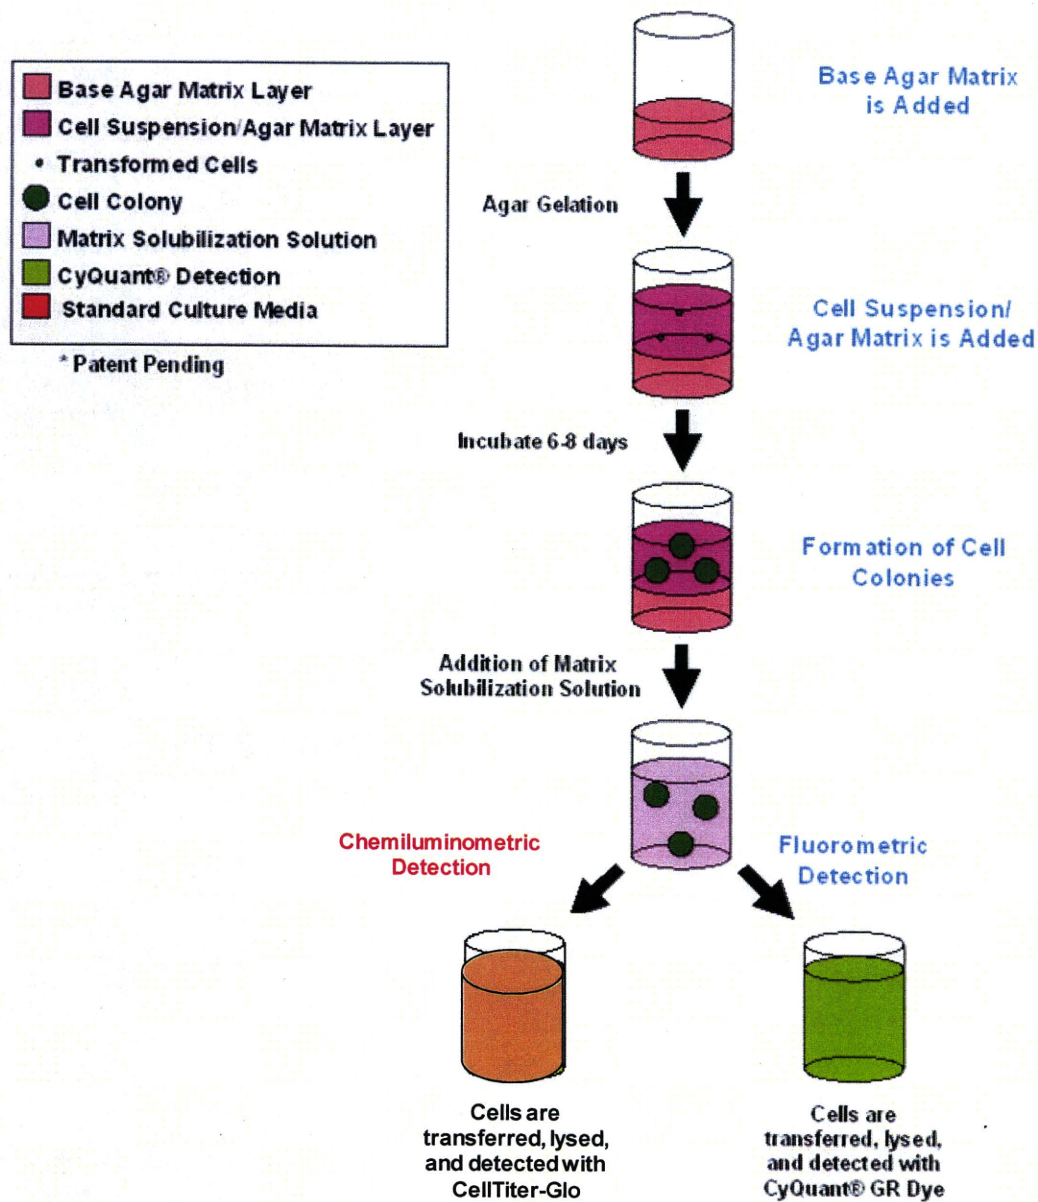 Base Agar Matrix
is Added
Base Agar Matrix Layer
Cell Suspension/Agar Matrix Layer
Transformed Cells
Cell Colony
Matrix Solubilization Solution
CyQuant® Detection
Standard Culture Media
* Patent Pending
Agar Gelation
Cell Suspension/
Agar Matrix is Added
Incubate 6-8 days
Formation of Cell
Colonies
Addition of Matrix
Solubilization Solution
Chemiluminometric
Detection
Fluorometric
Detection
Cells are
transferred, lysed,
and detected with
CellTiter-Glo
Cells are
transferred, lysed,
and detected with
CyQuant® GR Dye